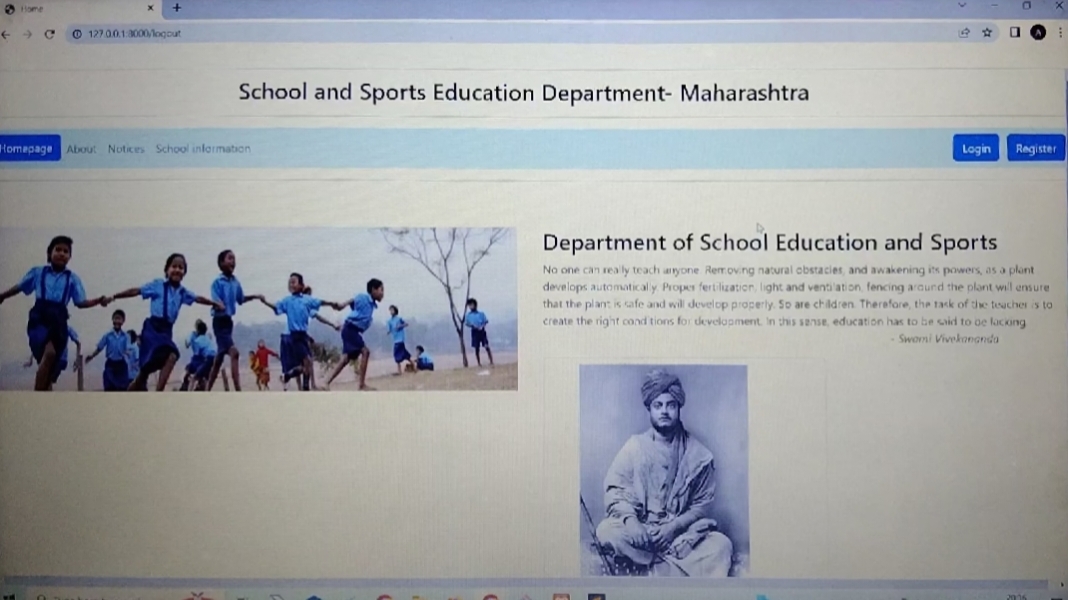 Home
127.0.0.1:8000/logout
School and Sports Education Department- Maharashtra
Homepage About Notices School information Login Register
Department of School Education and Sports
No one can really teach anyone. Removing natural obstacles, and awakening its powers, as a plant
develops automatically. Proper fertilization, light and ventilation, fencing around the plant will ensure
that the plant is safe and will develop properly. So are children. Therefore, the task of the teacher is to
create the right conditions for development. In this sense, education has to be said to be lacking.
- Swami Vivekananda